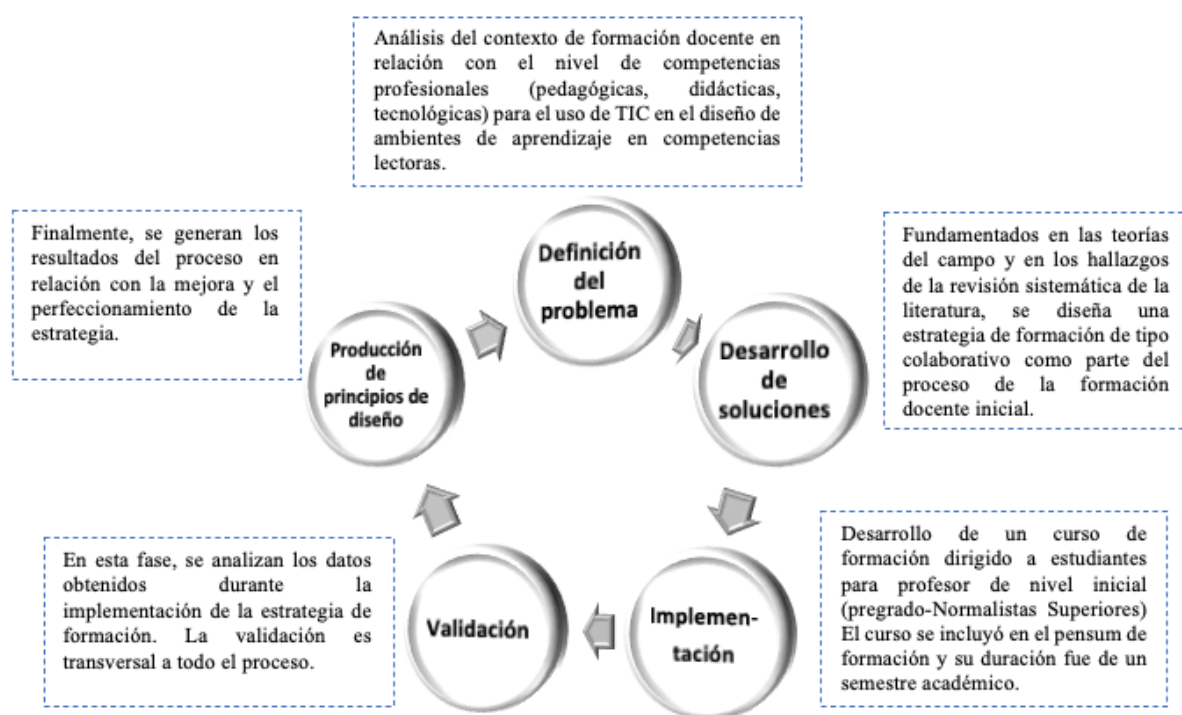 Análisis del contexto de formación docente en
relación con el nivel de competencias
profesionales (pedagógicas, didácticas,
tecnológicas) para el uso de TIC en el diseño de
ambientes de aprendizaje en competencias
lectoras.
Definición
del
problema
Fundamentados en las teorías
del campo y en los hallazgos
de la revisión sistemática de la
literatura, se diseña una
estrategia de formación de tipo
colaborativo como parte del
proceso de la formación
docente inicial.
Desarrollo
de
soluciones
Desarrollo de un curso de
formación dirigido a estudiantes
para profesor de nivel inicial
(pregrado-Normalistas Superiores)
El curso se incluyó en el pensum de
formación y su duración fue de un
semestre académico.
Implemen-
tación
En esta fase, se analizan los datos
obtenidos durante la
implementación de la estrategia de
formación. La validación es
transversal a todo el proceso.
Validación
Finalmente, se generan los
resultados del proceso en
relación con la mejora y el
perfeccionamiento de la
estrategia.
Producción
de
principios de
diseño